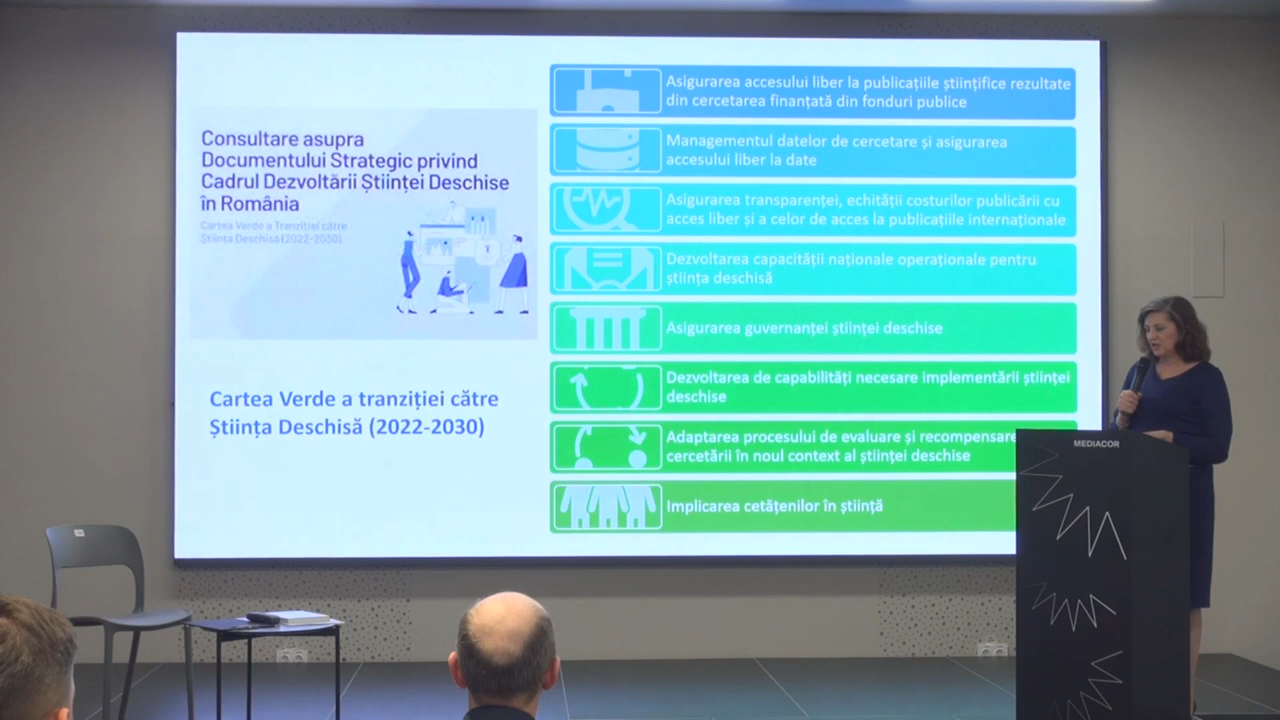 Consultare asupra
Documentului Strategic privind
Cadrul Dezvoltării Științei Deschise
în România
Cartea Verde a Tranziției către
Știința Deschisă (2022-2030)
Cartea Verde a tranziției către
Știința Deschisă (2022-2030)
Asigurarea accesului liber la publicațiile științifice rezultate
din cercetarea finanțată din fonduri publice
Managementul datelor de cercetare și asigurarea
accesului liber la date
Asigurarea transparenței, echității costurilor publicării cu
acces liber și a celor de acces la publicațiile internaționale
Dezvoltarea capacității naționale operaționale pentru
știința deschisă
Asigurarea guvernanței științei deschise
Dezvoltarea de capabilități necesare implementării științei
deschise
Adaptarea procesului de evaluare și recompensare
cercetării în noul context al științei deschise
Implicarea cetățenilor în știință
MEDIACOR